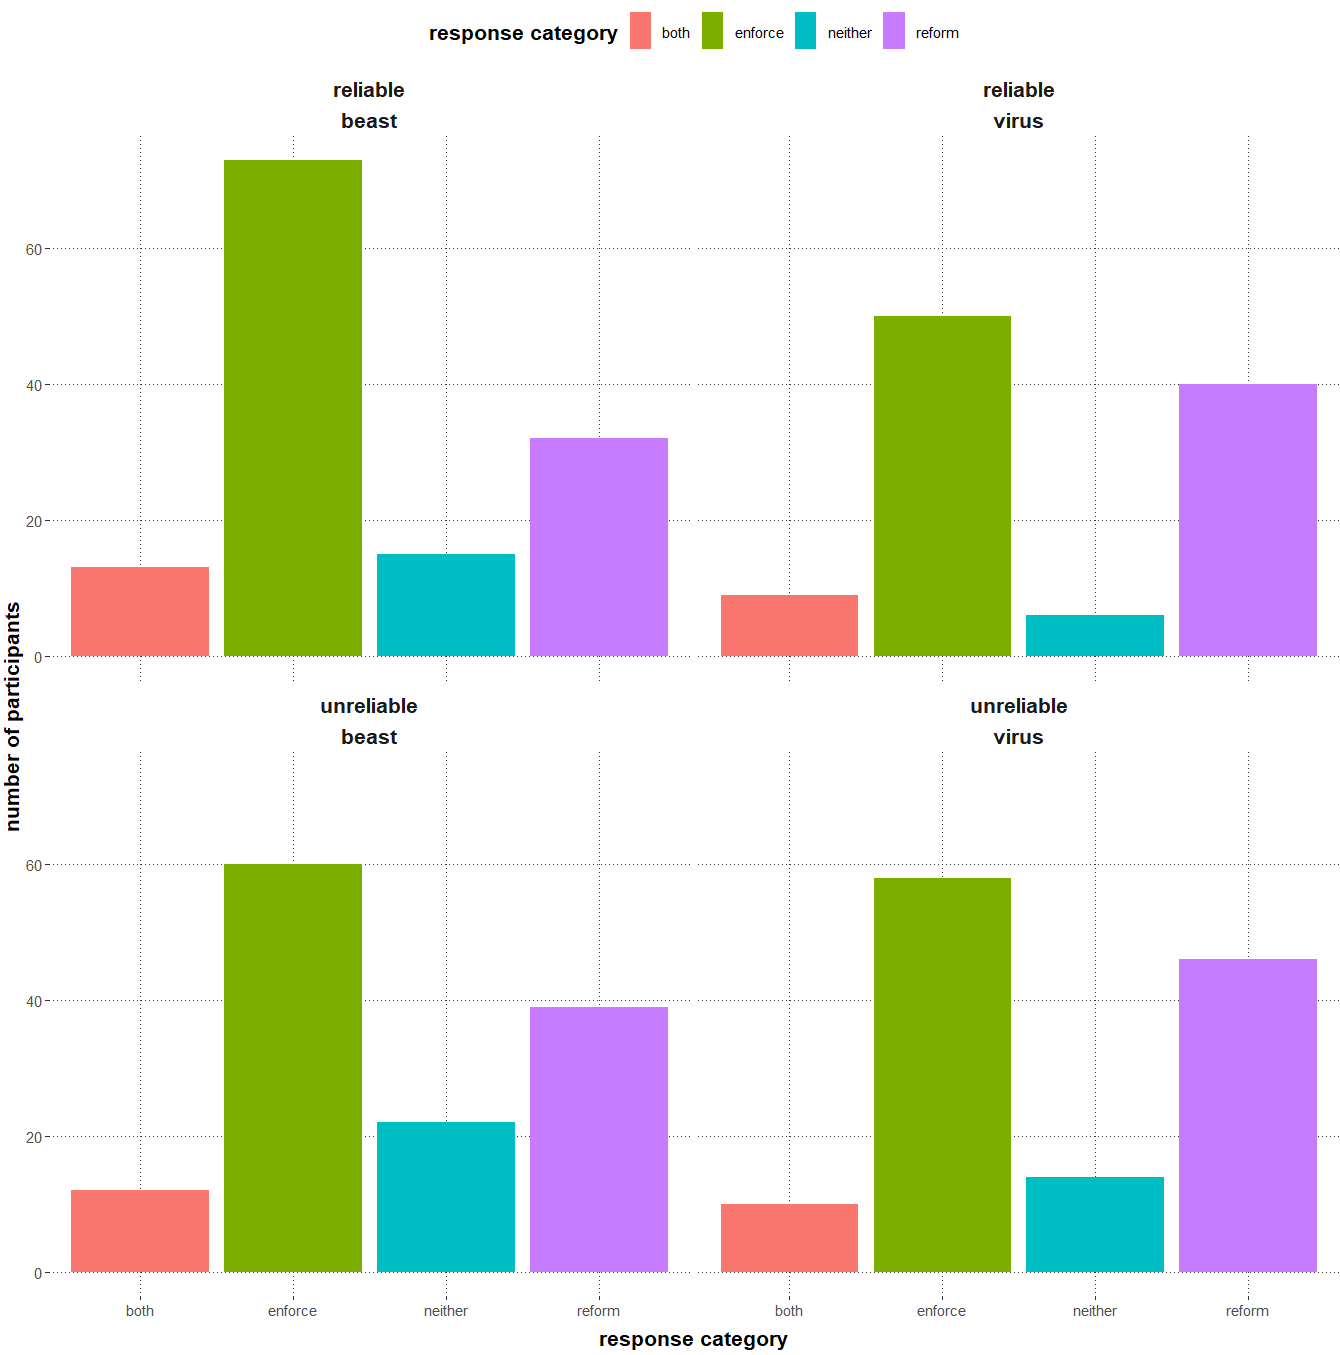 response category both enforce neither reform
reliable reliable
beast virus
60
40
20
0
number of participants
unreliable unreliable
beast virus
60
40
20
0
both enforce neither reform both enforce neither reform
response category